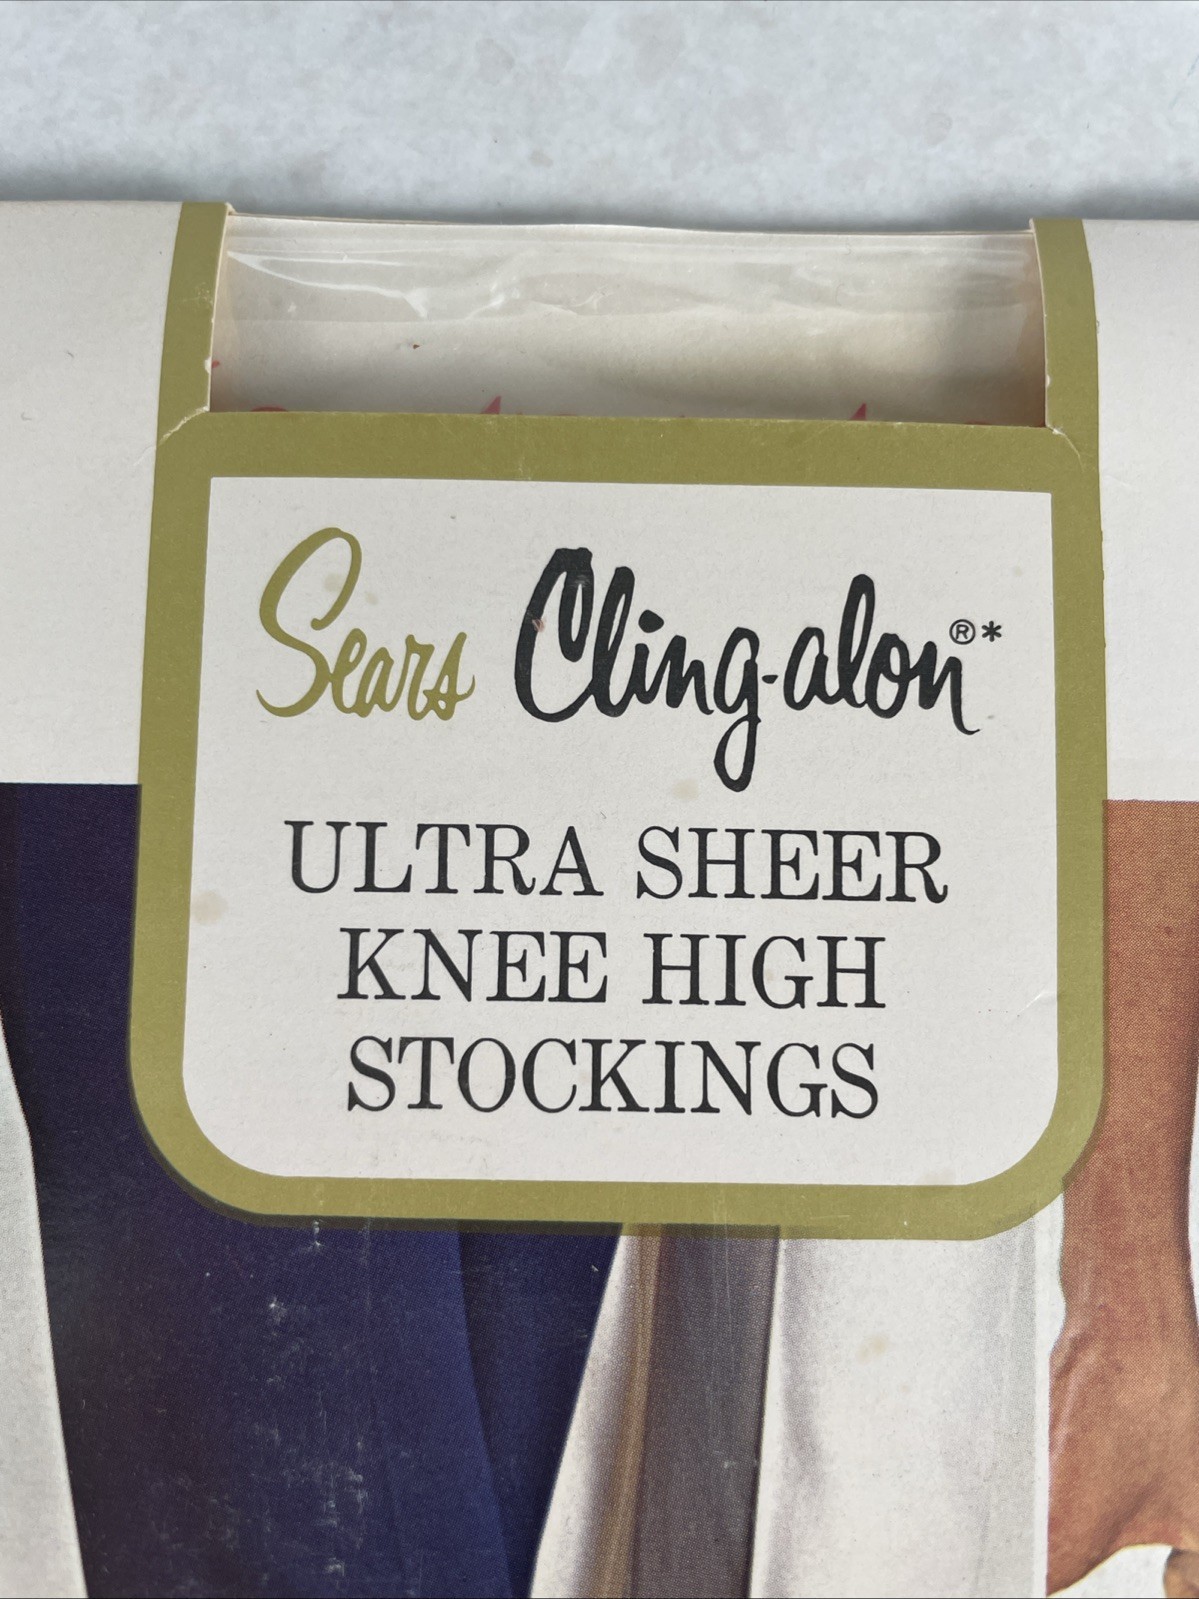 Sears Cling-alon®*
ULTRA SHEER
KNEE HIGH
STOCKINGS